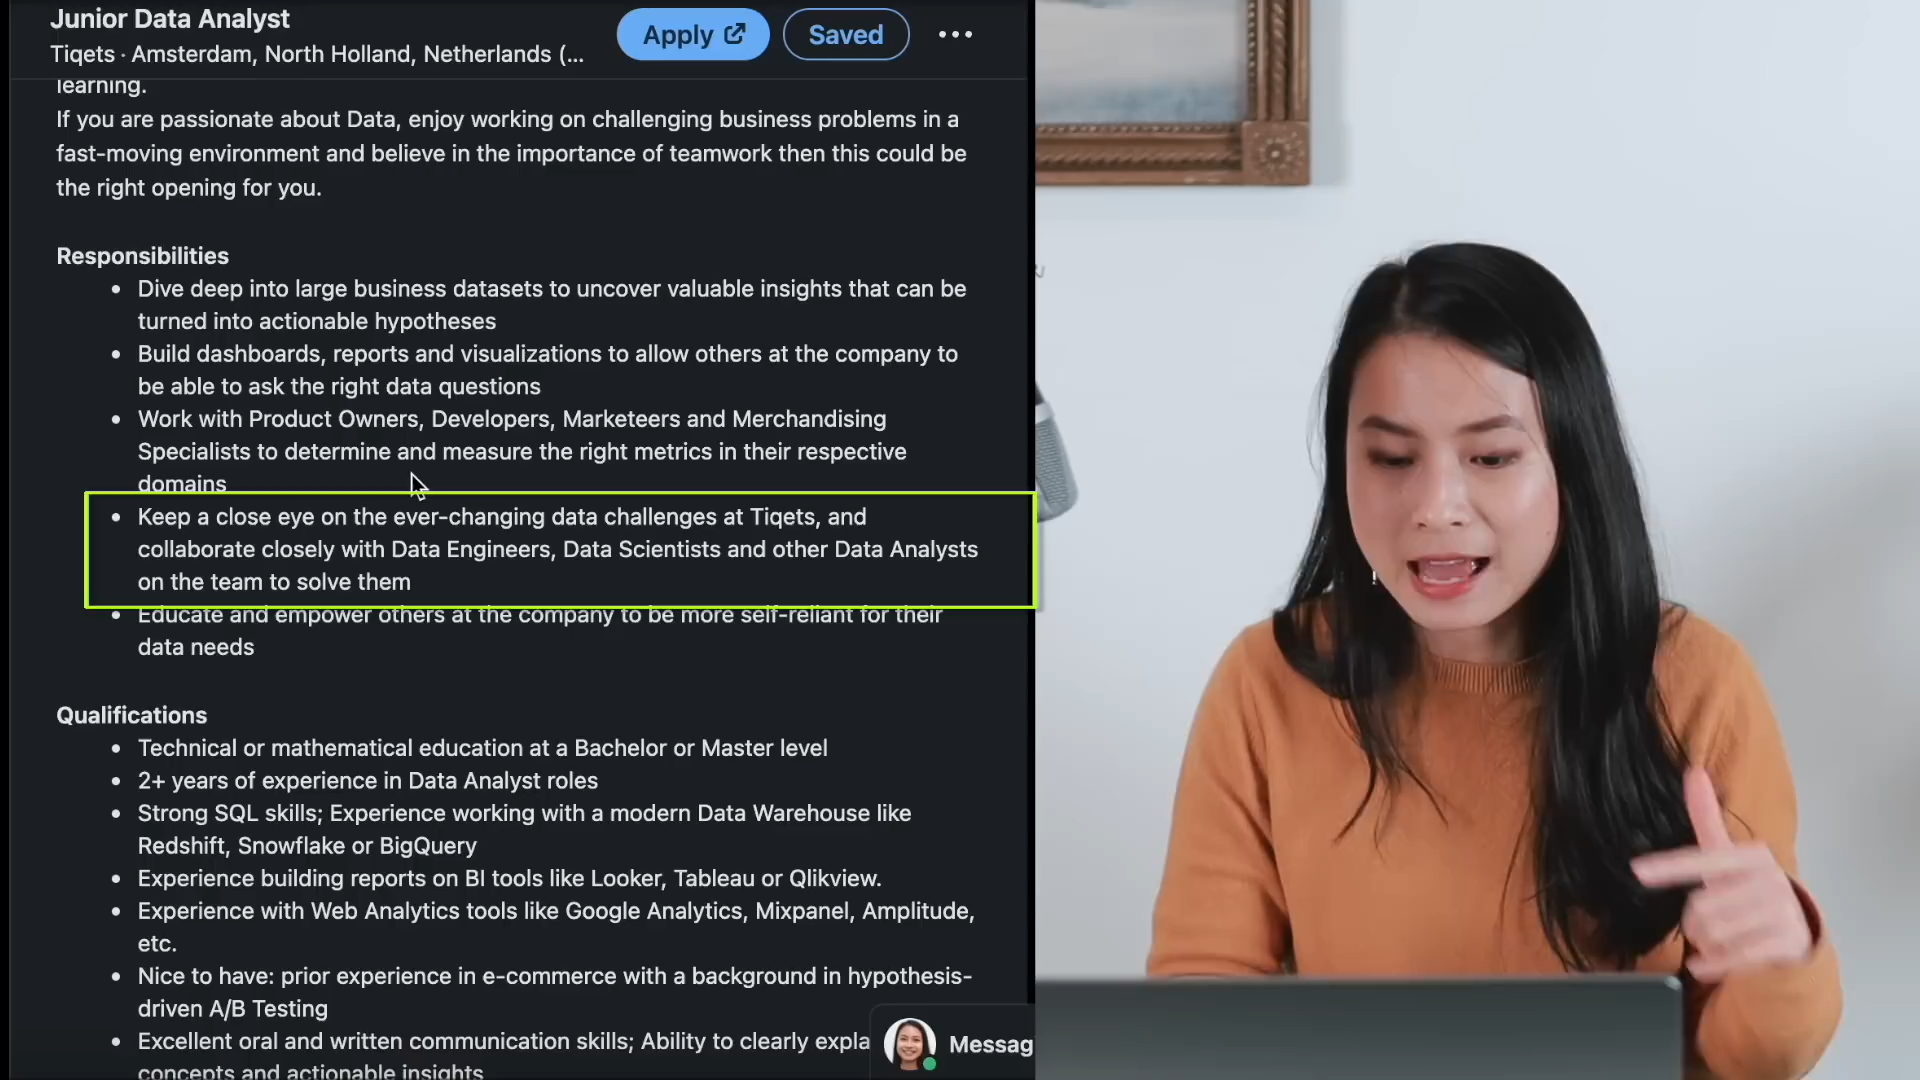 Junior Data Analyst
Tiqets · Amsterdam, North Holland, Netherlands (...
Apply
Saved
learning.
If you are passionate about Data, enjoy working on challenging business problems in a
fast-moving environment and believe in the importance of teamwork then this could be
the right opening for you.
Responsibilities
• Dive deep into large business datasets to uncover valuable insights that can be
turned into actionable hypotheses
• Build dashboards, reports and visualizations to allow others at the company to
be able to ask the right data questions
• Work with Product Owners, Developers, Marketeers and Merchandising
Specialists to determine and measure the right metrics in their respective
domains
• Keep a close eye on the ever-changing data challenges at Tiqets, and
collaborate closely with Data Engineers, Data Scientists and other Data Analysts
on the team to solve them
• Educate and empower others at the company to be more self-reliant for their
data needs
Qualifications
• Technical or mathematical education at a Bachelor or Master level
• 2+ years of experience in Data Analyst roles
• Strong SQL skills; Experience working with a modern Data Warehouse like
Redshift, Snowflake or BigQuery
• Experience building reports on BI tools like Looker, Tableau or Qlikview.
• Experience with Web Analytics tools like Google Analytics, Mixpanel, Amplitude,
etc.
• Nice to have: prior experience in e-commerce with a background in hypothesis-
driven A/B Testing
• Excellent oral and written communication skills; Ability to clearly expla
concepts and actionable insights
Messag